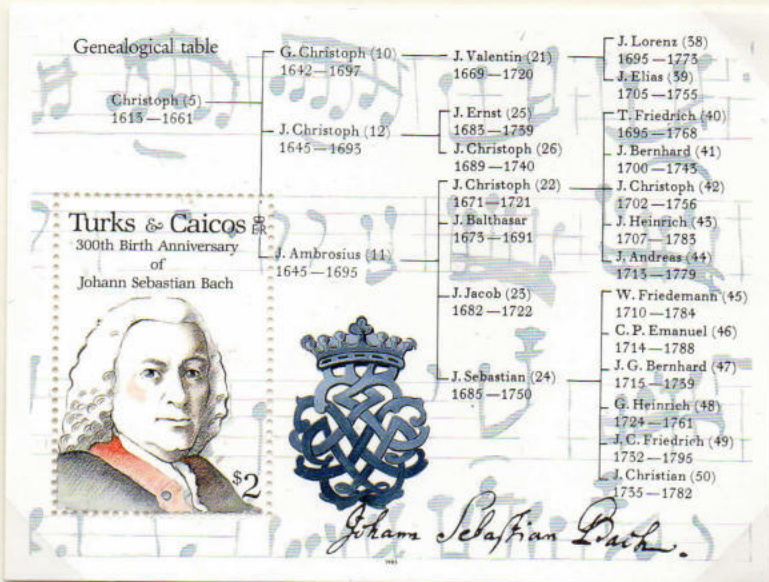 Genealogical table
Christoph (5)
1613—1661
G. Christoph (10)
1642—1697
J. Christoph (12)
1645—1693
J. Ambrosius (11)
1645—1695
J. Valentin (21)
1669—1720
J. Ernst (25)
1683—1739
J. Christoph (26)
1689—1740
J. Christoph (22)
1671—1721
J. Balthasar
1673—1691
J. Jacob (23)
1682—1722
J. Sebastian (24)
1685—1750
J. Lorenz (38)
1695—1773
J. Elias (39)
1705—1755
T. Friedrich (40)
1695—1768
J. Bernhard (41)
1700—1743
J. Christoph (42)
1702—1756
J. Heinrich (43)
1707—1783
J. Andreas (44)
1713—1779
W. Friedemann (45)
1710—1784
C. P. Emanuel (46)
1714—1788
J. G. Bernhard (47)
1715—1739
G. Heinrich (48)
1724—1761
J. C. Friedrich (49)
1732—1795
J. Christian (50)
1735—1782
Turks & Caicos
ER
300th Birth Anniversary
of
Johann Sebastian Bach
$2
Johann Sebastian Bach.
1985